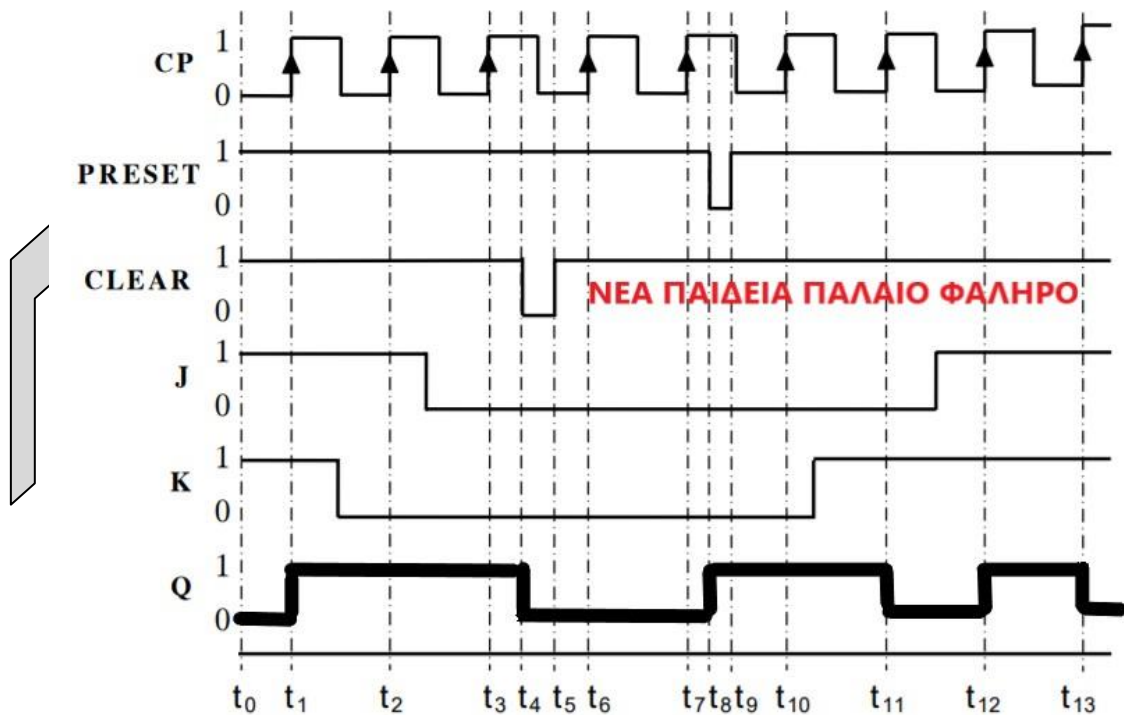 CP 1
0
PRESET 1
0
CLEAR 1
0
ΝΕΑ ΠΑΙΔΕΙΑ ΠΑΛΑΙΟ ΦΑΛΗΡΟ
J 1
0
K 1
0
Q 1
0
t₀ t₁ t₂ t₃ t₄ t₅ t₆ t₇ t₈ t₉ t₁₀ t₁₁ t₁₂ t₁₃